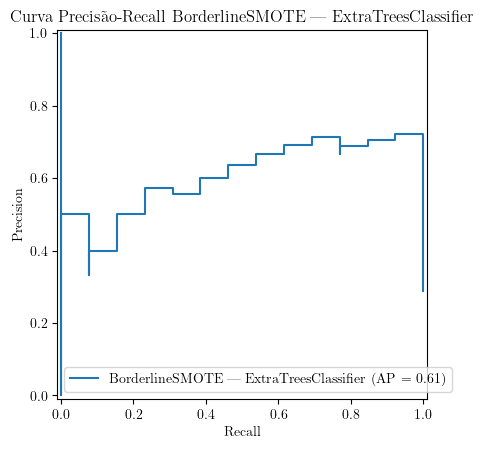 Curva Precisão-Recall BorderlineSMOTE — ExtraTreesClassifier
1.0
0.8
0.6
0.4
0.2
0.0
Precision
BorderlineSMOTE — ExtraTreesClassifier (AP = 0.61)
0.0 0.2 0.4 0.6 0.8 1.0
Recall